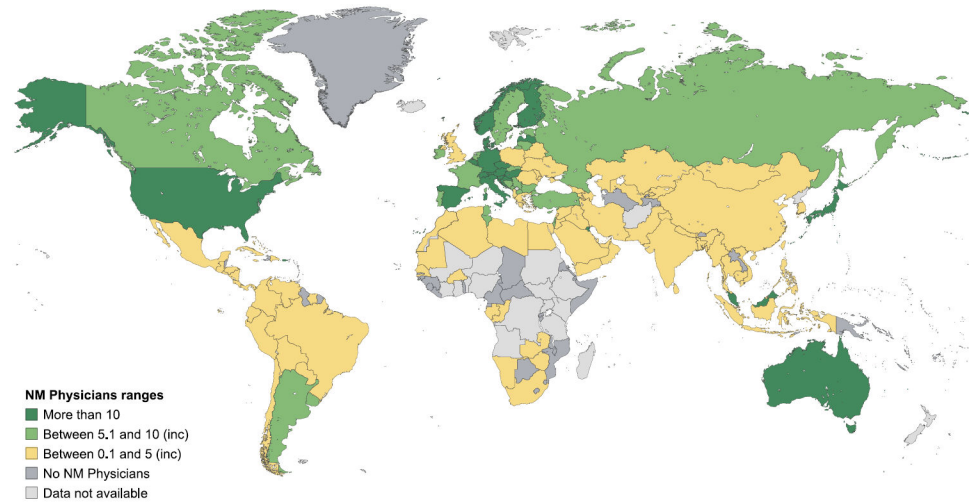 NM Physicians ranges
More than 10
Between 5.1 and 10 (inc)
Between 0.1 and 5 (inc)
No NM Physicians
Data not available